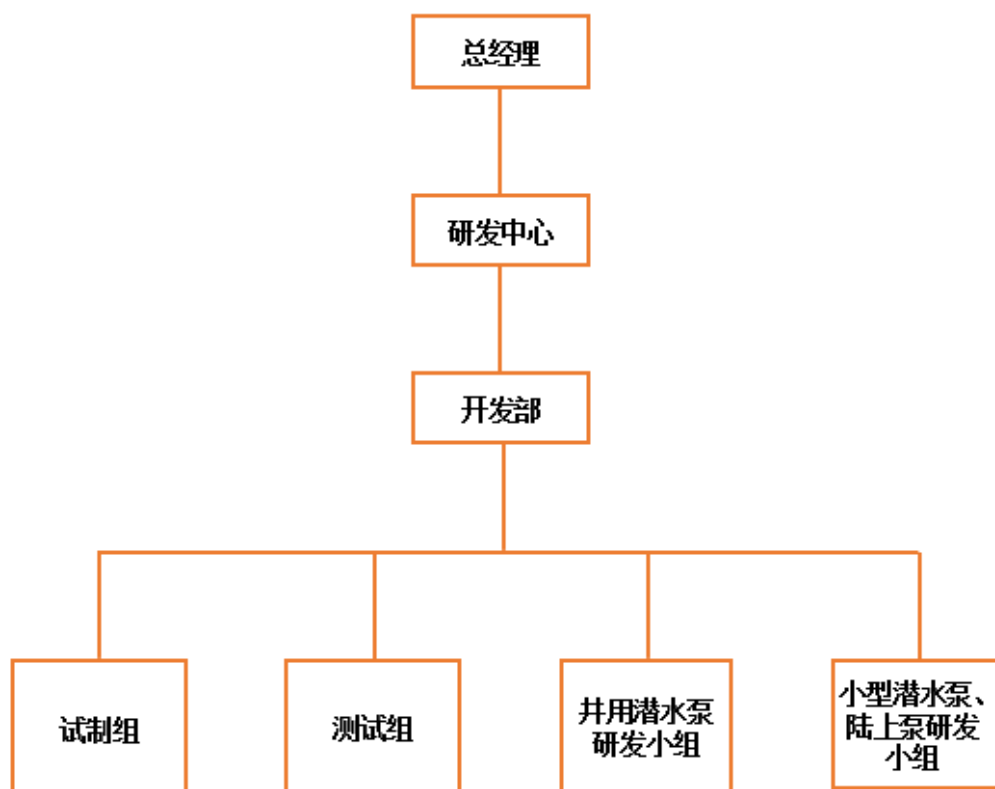 总经理
研发中心
开发部
试制组
测试组
井用潜水泵
研发小组
小型潜水泵、
陆上泵研发
小组